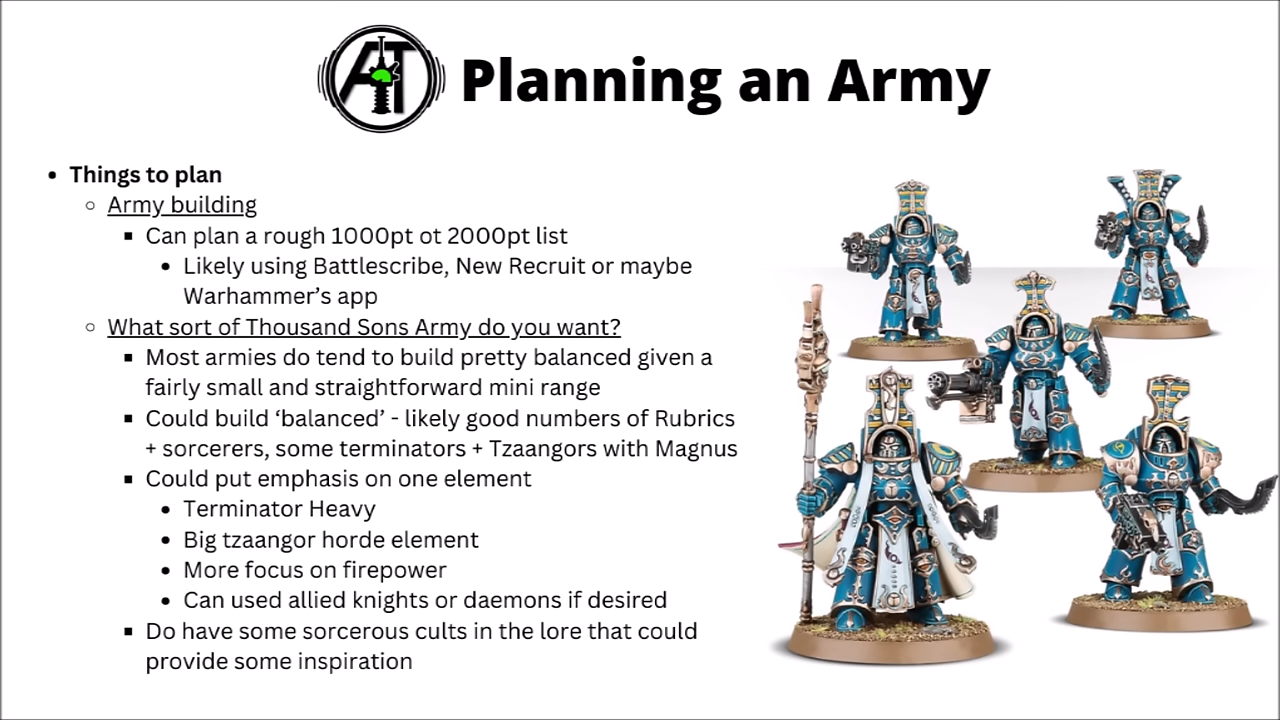 AT Planning an Army
Things to plan
Army building
Can plan a rough 1000pt ot 2000pt list
Likely using Battlescribe, New Recruit or maybe
Warhammer's app
What sort of Thousand Sons Army do you want?
Most armies do tend to build pretty balanced given a
fairly small and straightforward mini range
Could build ‘balanced’ - likely good numbers of Rubrics
+ sorcerers, some terminators + Tzaangors with Magnus
Could put emphasis on one element
Terminator Heavy
Big tzaangor horde element
More focus on firepower
Can used allied knights or daemons if desired
Do have some sorcerous cults in the lore that could
provide some inspiration